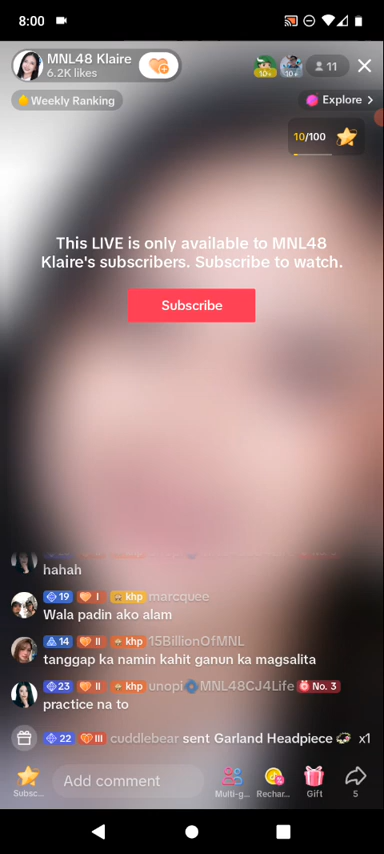 8:00
MNL48 Klaire
6.2K likes
10+
10+
11
Weekly Ranking
Explore
10/100
This LIVE is only available to MNL48
Klaire's subscribers. Subscribe to watch.
Subscribe
hahah
19 I khp marcquee
Wala padin ako alam
14 II khp 15BillionOfMNL
tanggap ka namin kahit ganun ka magsalita
23 II khp unopi MNL48CJ4Life No. 3
practice na to
22 III cuddlebear sent Garland Headpiece x1
Add comment
Subsc...
Multi-g...
Rechar...
Gift
5